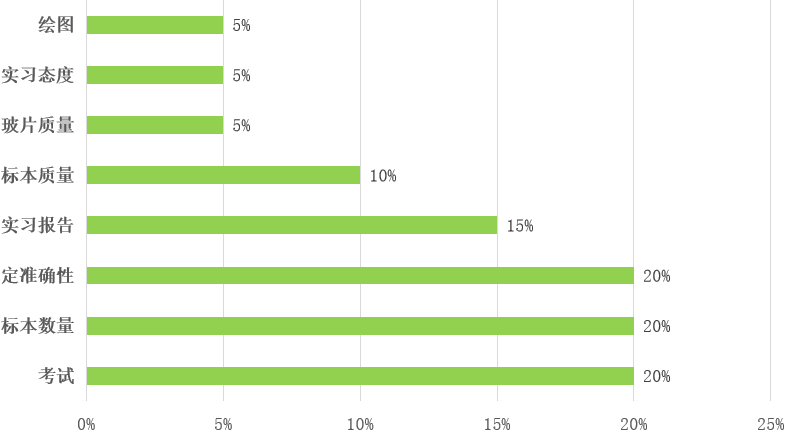 绘图 5%
实习态度 5%
玻片质量 5%
标本质量 10%
实习报告 15%
定准确性 20%
标本数量 20%
考试 20%
0% 5% 10% 15% 20% 25%